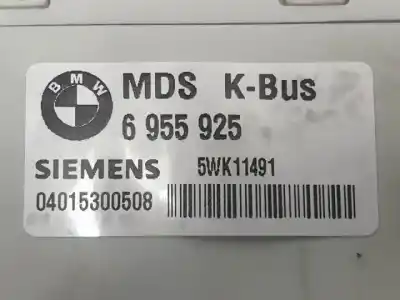 BMW
MDS K-Bus
6 955 925
SIEMENS 5WK11491
04015300508